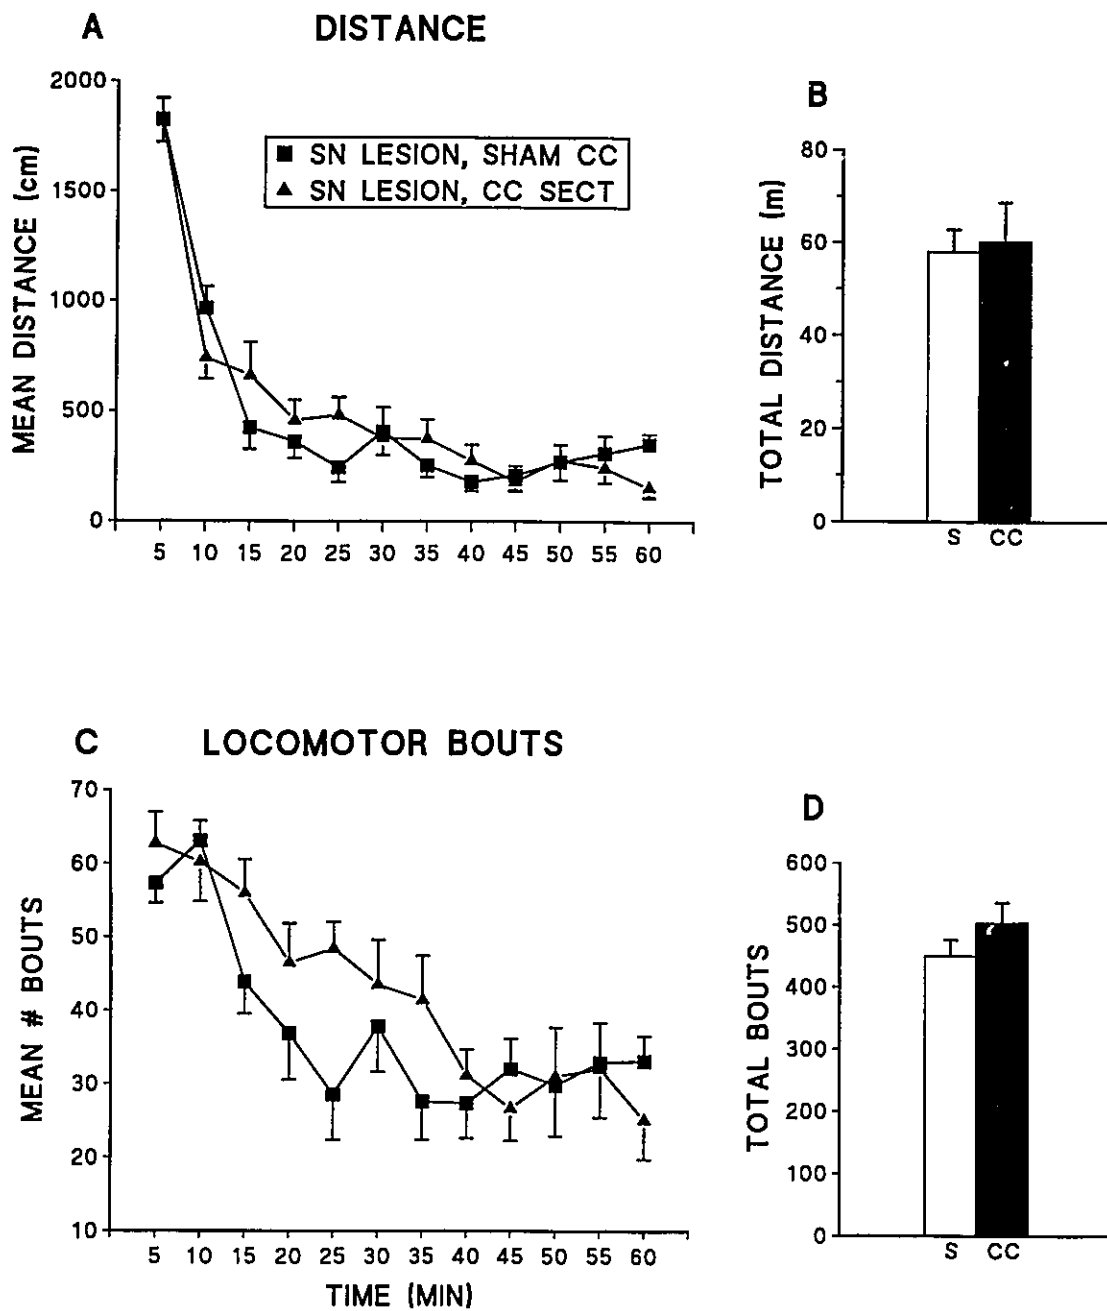 A DISTANCE
2000
1500
1000
500
0
MEAN DISTANCE (cm)
SN LESION, SHAM CC
SN LESION, CC SECT
5 10 15 20 25 30 35 40 45 50 55 60
B
80
60
40
20
0
TOTAL DISTANCE (m)
S CC
C LOCOMOTOR BOUTS
70
60
50
40
30
20
10
MEAN # BOUTS
5 10 15 20 25 30 35 40 45 50 55 60
TIME (MIN)
D
600
500
400
300
200
100
0
TOTAL BOUTS
S CC